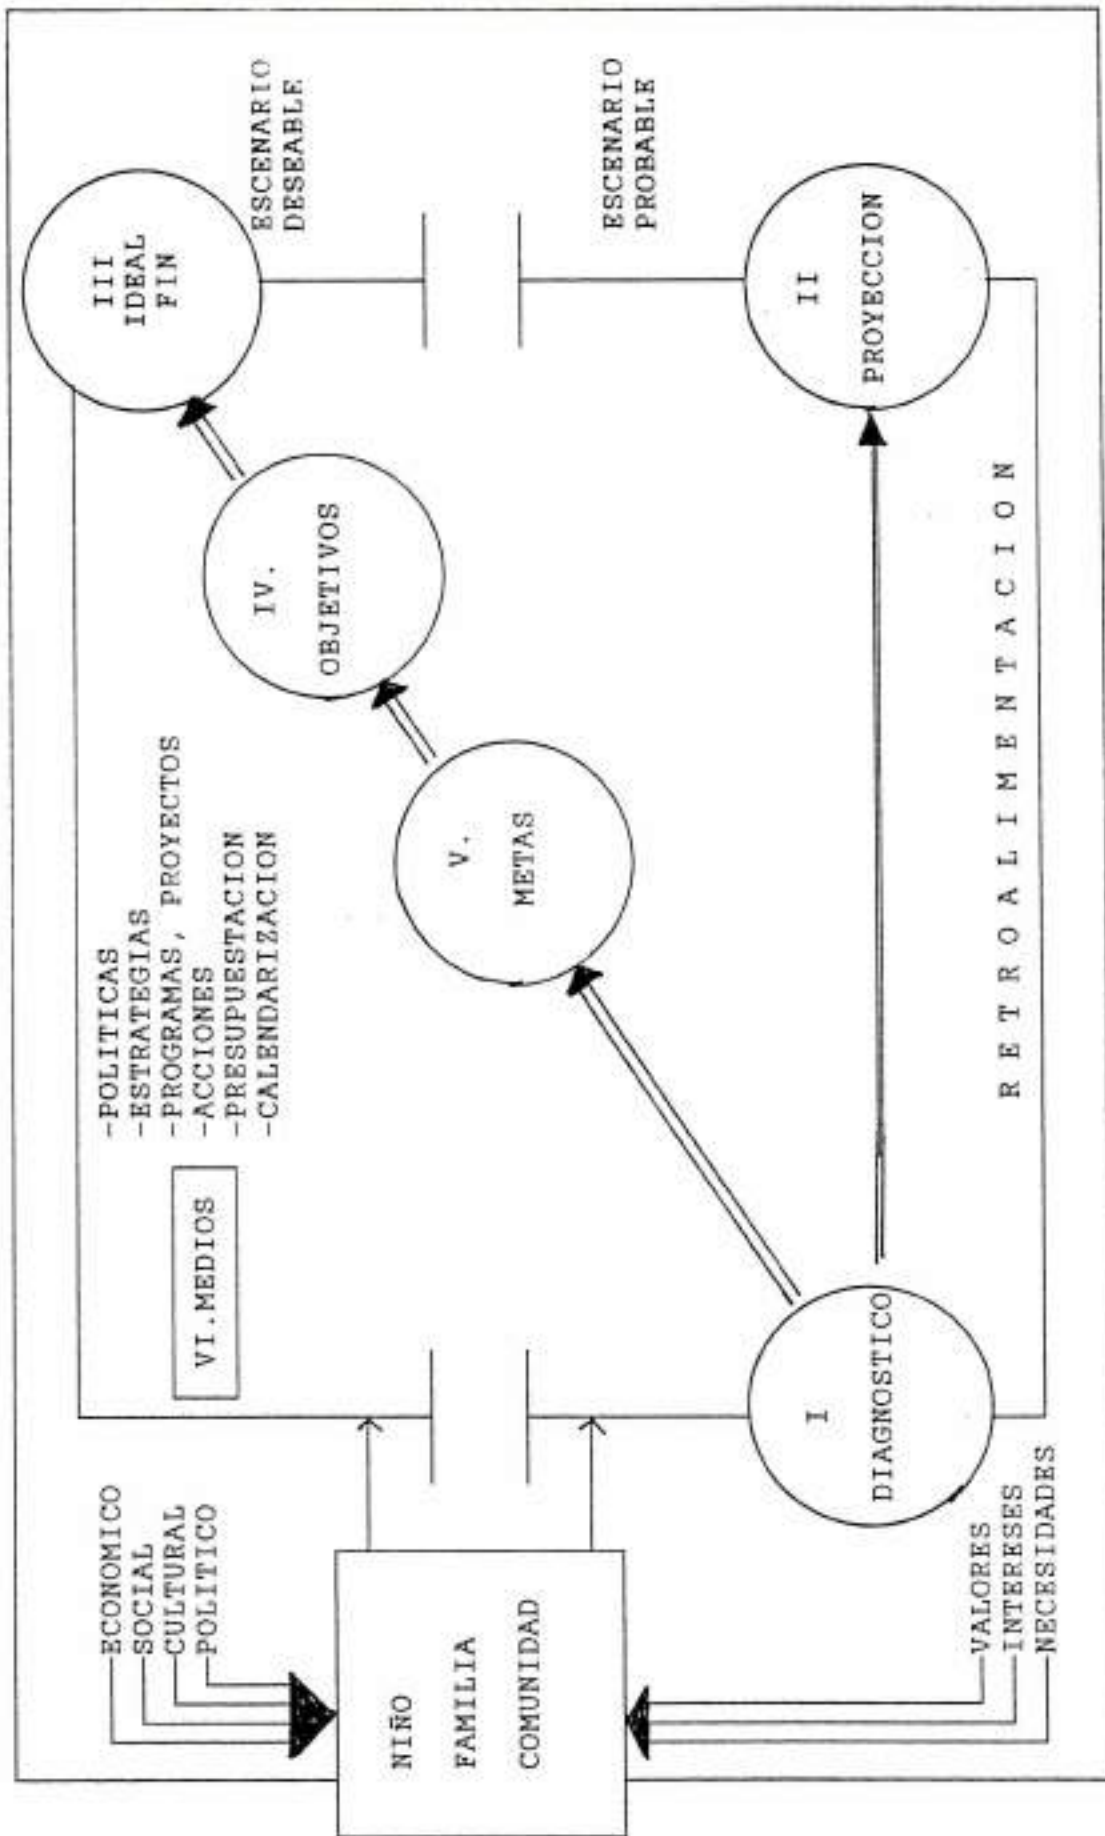 ECONOMICO
SOCIAL
CULTURAL
POLITICO
NIÑO
FAMILIA
COMUNIDAD
VALORES
INTERESES
NECESIDADES
VI.MEDIOS
-POLITICAS
-ESTRATEGIAS
-PROGRAMAS, PROYECTOS
-ACCIONES
-PRESUPUESTACION
-CALENDARIZACION
I
DIAGNOSTICO
V.
METAS
IV.
OBJETIVOS
III
IDEAL
FIN
ESCENARIO
DESEABLE
ESCENARIO
PROBABLE
II
PROYECCION
RETROALIMENTACION